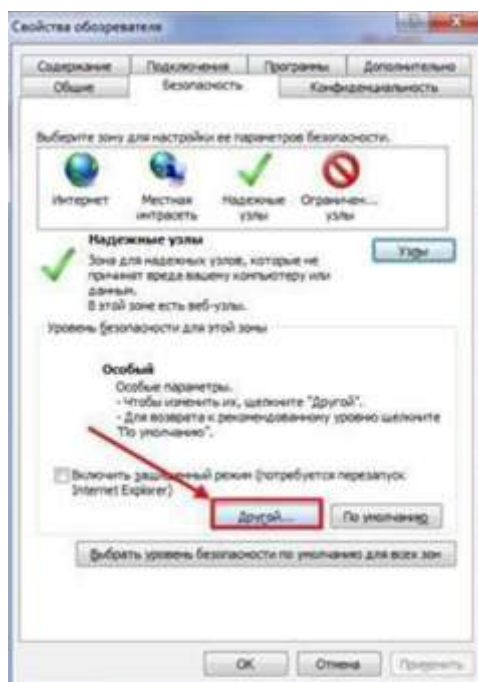 Свойства обозревателя
Содержание Подключения Программы Дополнительно
Общие Безопасность Конфиденциальность
Выберите зону для настройки ее параметров безопасности.
Интернет Местная интрасеть Надежные узлы Ограничен... узлы
Надежные узлы
Узлы
Зона для надежных узлов, которые не
причинят вреда вашему компьютеру или
данным.
В этой зоне есть веб-узлы.
Уровень безопасности для этой зоны
Особый
Особые параметры.
- Чтобы изменить их, щелкните "Другой".
- Для возврата к рекомендованному уровню щелкните
"По умолчанию".
Включить защищенный режим (потребуется перезапуск
Internet Explorer)
Другой... По умолчанию
Выбрать уровень безопасности по умолчанию для всех зон
ОК Отмена Применить